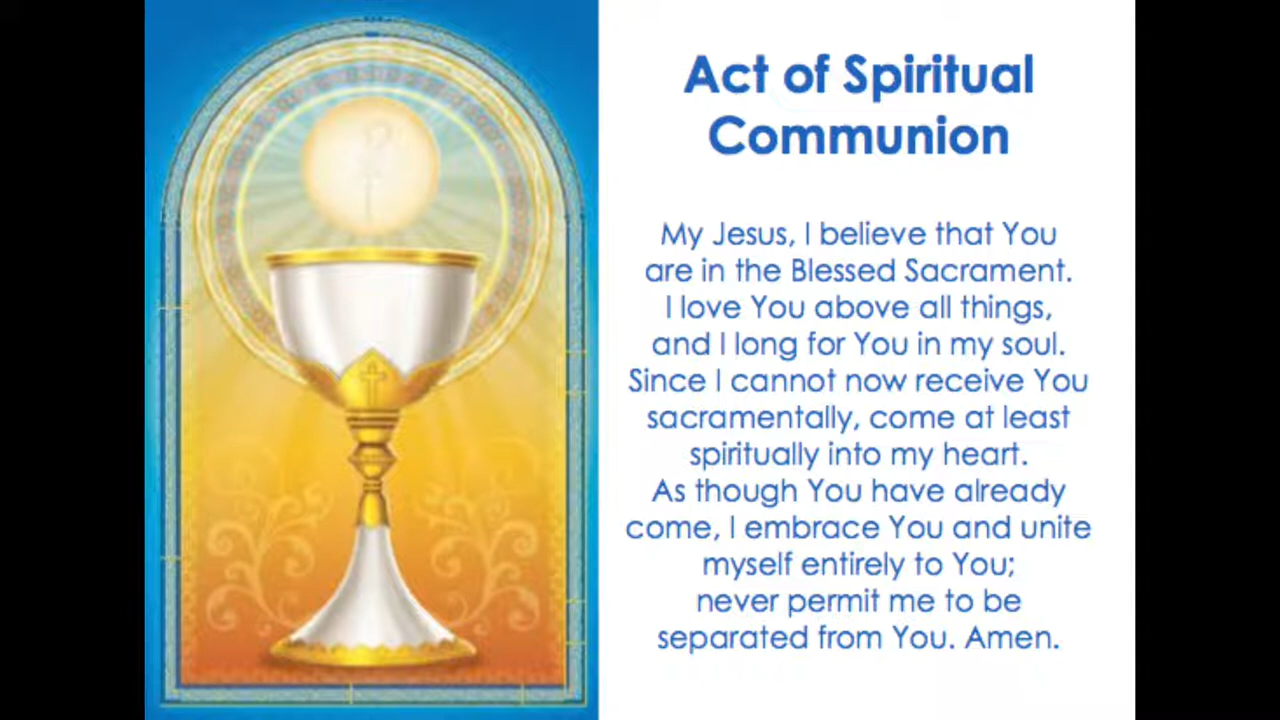 Act of Spiritual
Communion
My Jesus, I believe that You
are in the Blessed Sacrament.
I love You above all things,
and I long for You in my soul.
Since I cannot now receive You
sacramentally, come at least
spiritually into my heart.
As though You have already
come, I embrace You and unite
myself entirely to You;
never permit me to be
separated from You. Amen.